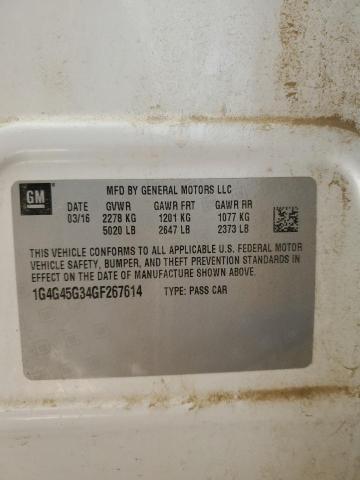 GM
MFD BY GENERAL MOTORS LLC
DATE GVWR GAWR FRT GAWR RR
03/16 2278 KG 1201 KG 1077 KG
5020 LB 2647 LB 2373 LB
THIS VEHICLE CONFORMS TO ALL APPLICABLE U.S. FEDERAL MOTOR
VEHICLE SAFETY, BUMPER, AND THEFT PREVENTION STANDARDS IN
EFFECT ON THE DATE OF MANUFACTURE SHOWN ABOVE.
1G4G45G34GF267614 TYPE: PASS CAR